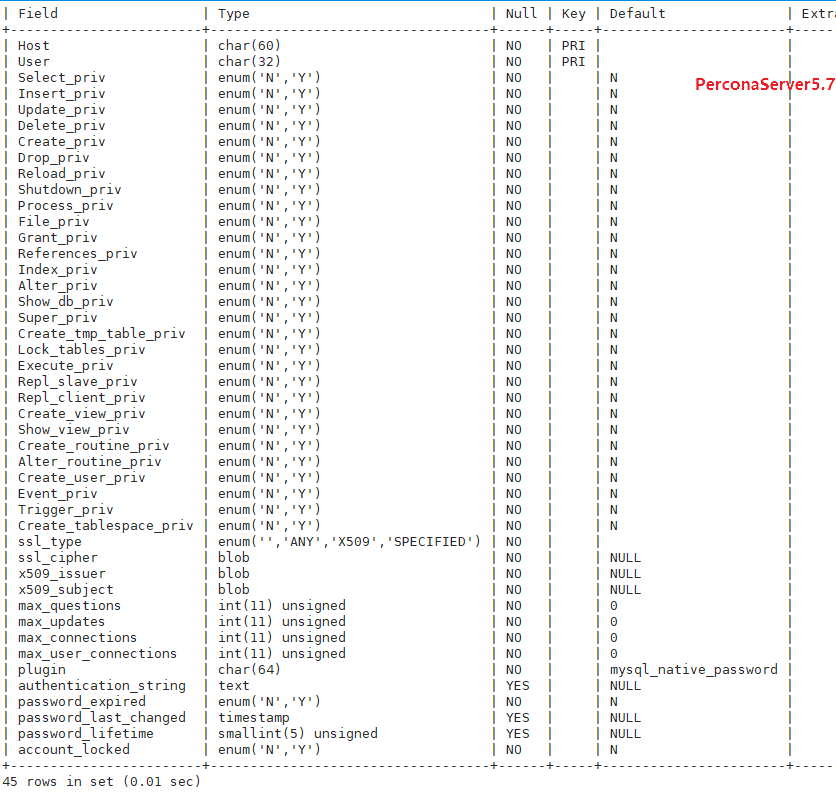 | Field | Type | Null | Key | Default | Extr
+------------------------+----------------------------------+------+-----+-----------------------+-----
| Host | char(60) | NO | PRI | |
| User | char(32) | NO | PRI | |
| Select_priv | enum('N','Y') | NO | | N |
PerconaServer5.7
| Insert_priv | enum('N','Y') | NO | | N |
| Update_priv | enum('N','Y') | NO | | N |
| Delete_priv | enum('N','Y') | NO | | N |
| Create_priv | enum('N','Y') | NO | | N |
| Drop_priv | enum('N','Y') | NO | | N |
| Reload_priv | enum('N','Y') | NO | | N |
| Shutdown_priv | enum('N','Y') | NO | | N |
| Process_priv | enum('N','Y') | NO | | N |
| File_priv | enum('N','Y') | NO | | N |
| Grant_priv | enum('N','Y') | NO | | N |
| References_priv | enum('N','Y') | NO | | N |
| Index_priv | enum('N','Y') | NO | | N |
| Alter_priv | enum('N','Y') | NO | | N |
| Show_db_priv | enum('N','Y') | NO | | N |
| Super_priv | enum('N','Y') | NO | | N |
| Create_tmp_table_priv | enum('N','Y') | NO | | N |
| Lock_tables_priv | enum('N','Y') | NO | | N |
| Execute_priv | enum('N','Y') | NO | | N |
| Repl_slave_priv | enum('N','Y') | NO | | N |
| Repl_client_priv | enum('N','Y') | NO | | N |
| Create_view_priv | enum('N','Y') | NO | | N |
| Show_view_priv | enum('N','Y') | NO | | N |
| Create_routine_priv | enum('N','Y') | NO | | N |
| Alter_routine_priv | enum('N','Y') | NO | | N |
| Create_user_priv | enum('N','Y') | NO | | N |
| Event_priv | enum('N','Y') | NO | | N |
| Trigger_priv | enum('N','Y') | NO | | N |
| Create_tablespace_priv | enum('N','Y') | NO | | N |
| ssl_type | enum('','ANY','X509','SPECIFIED') | NO | | |
| ssl_cipher | blob | NO | | NULL |
| x509_issuer | blob | NO | | NULL |
| x509_subject | blob | NO | | NULL |
| max_questions | int(11) unsigned | NO | | 0 |
| max_updates | int(11) unsigned | NO | | 0 |
| max_connections | int(11) unsigned | NO | | 0 |
| max_user_connections | int(11) unsigned | NO | | 0 |
| plugin | char(64) | NO | | mysql_native_password |
| authentication_string | text | YES | | NULL |
| password_expired | enum('N','Y') | NO | | N |
| password_last_changed | timestamp | YES | | NULL |
| password_lifetime | smallint(5) unsigned | YES | | NULL |
| account_locked | enum('N','Y') | NO | | N |
+------------------------+----------------------------------+------+-----+-----------------------+-----
45 rows in set (0.01 sec)